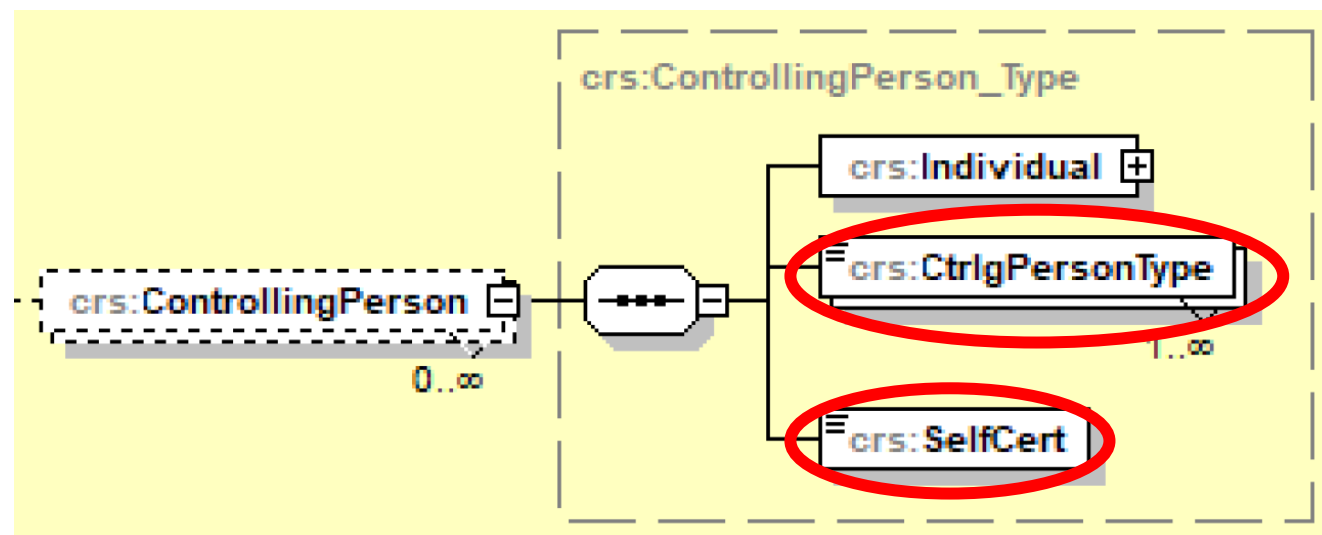 crs:ControllingPerson_Type
crs:Individual
crs:CtrlgPersonType
1..∞
crs:ControllingPerson
0..∞
crs:SelfCert